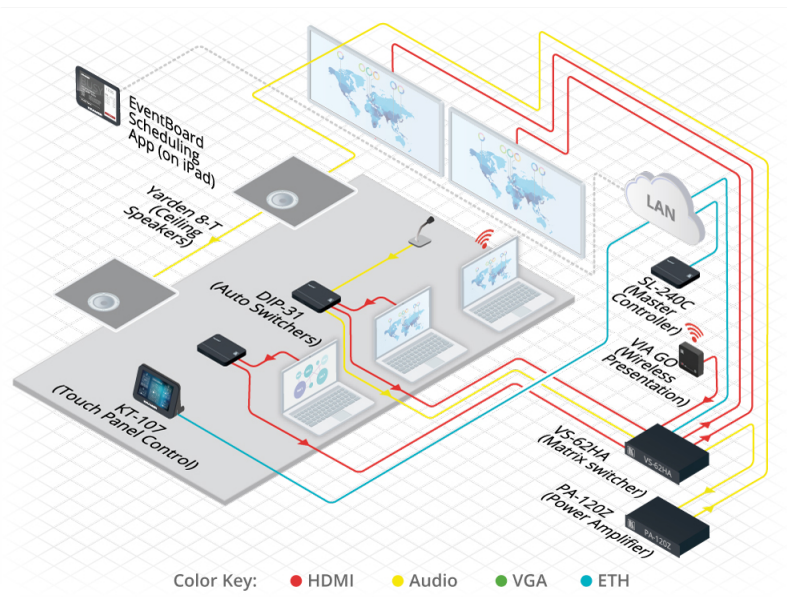 EventBoard
Scheduling
App (on iPad)
Yarden 8-T
(Ceiling
Speakers)
LAN
DIP-31
(Auto Switchers)
SL-240C
(Master
Controller)
VIA GO
(Wireless
Presentation)
KT-107
(Touch Panel Control)
VS-62HA
(Matrix switcher)
VS-62HA
PA-120Z
(Power Amplifier)
PA-120Z
Color Key: HDMI Audio VGA ETH